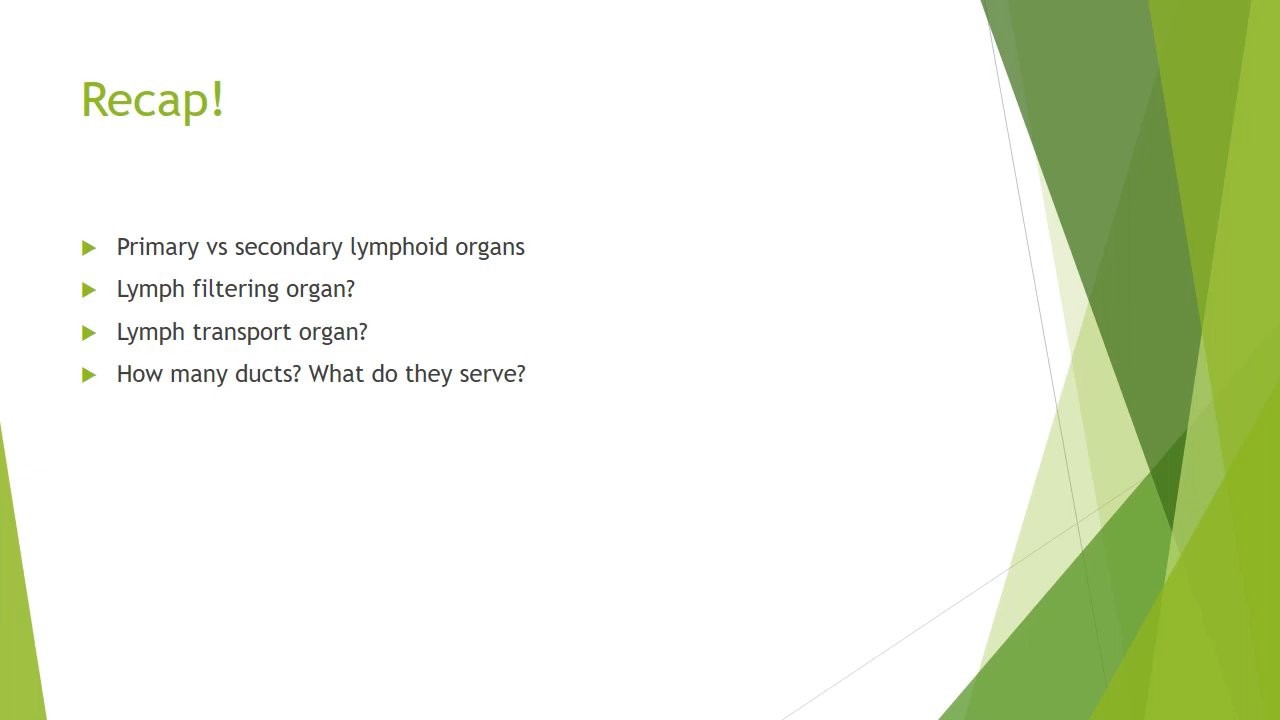 Recap!
Primary vs secondary lymphoid organs
Lymph filtering organ?
Lymph transport organ?
How many ducts? What do they serve?